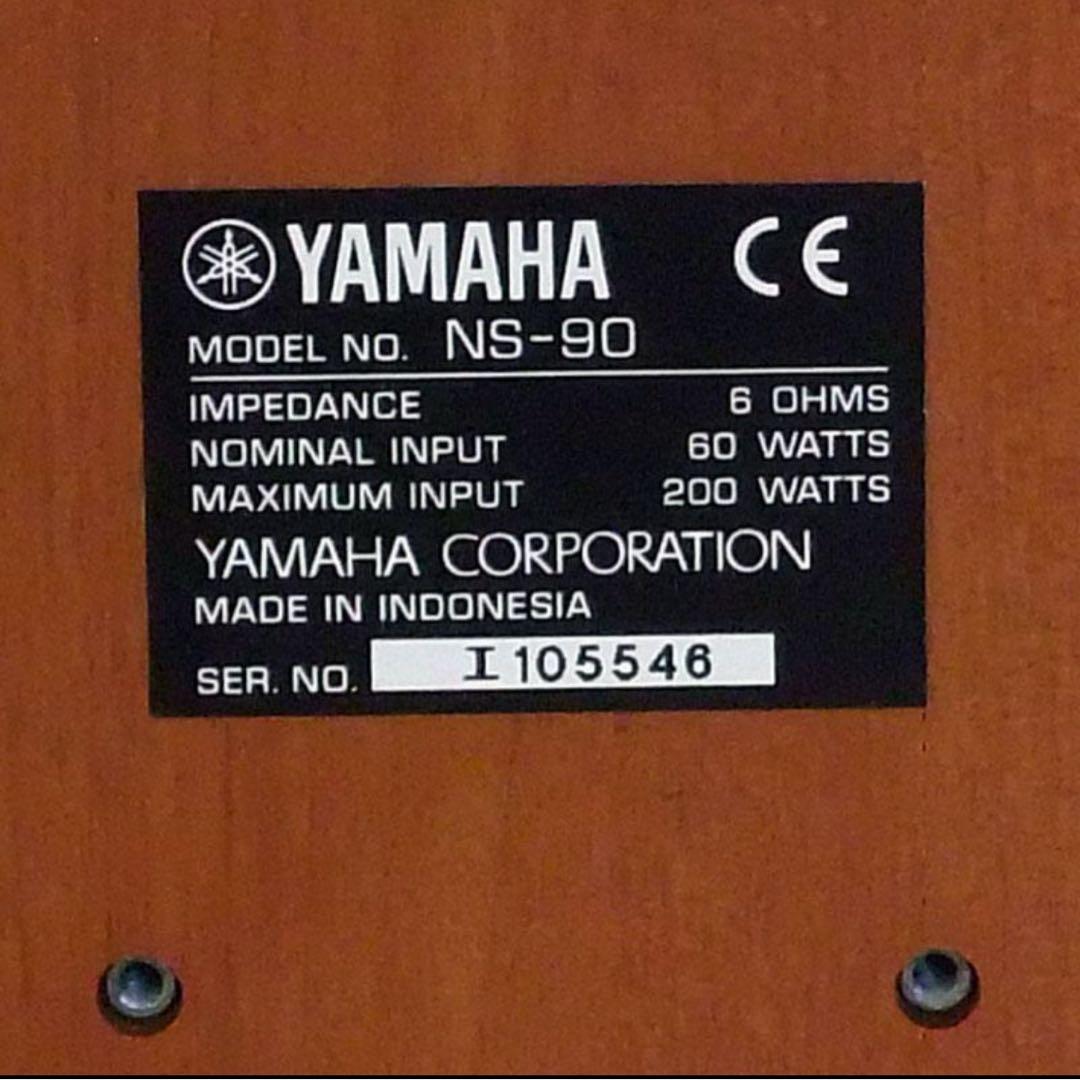 YAMAHA CE
MODEL NO. NS-90
IMPEDANCE 6 OHMS
NOMINAL INPUT 60 WATTS
MAXIMUM INPUT 200 WATTS
YAMAHA CORPORATION
MADE IN INDONESIA
SER. NO. I105546